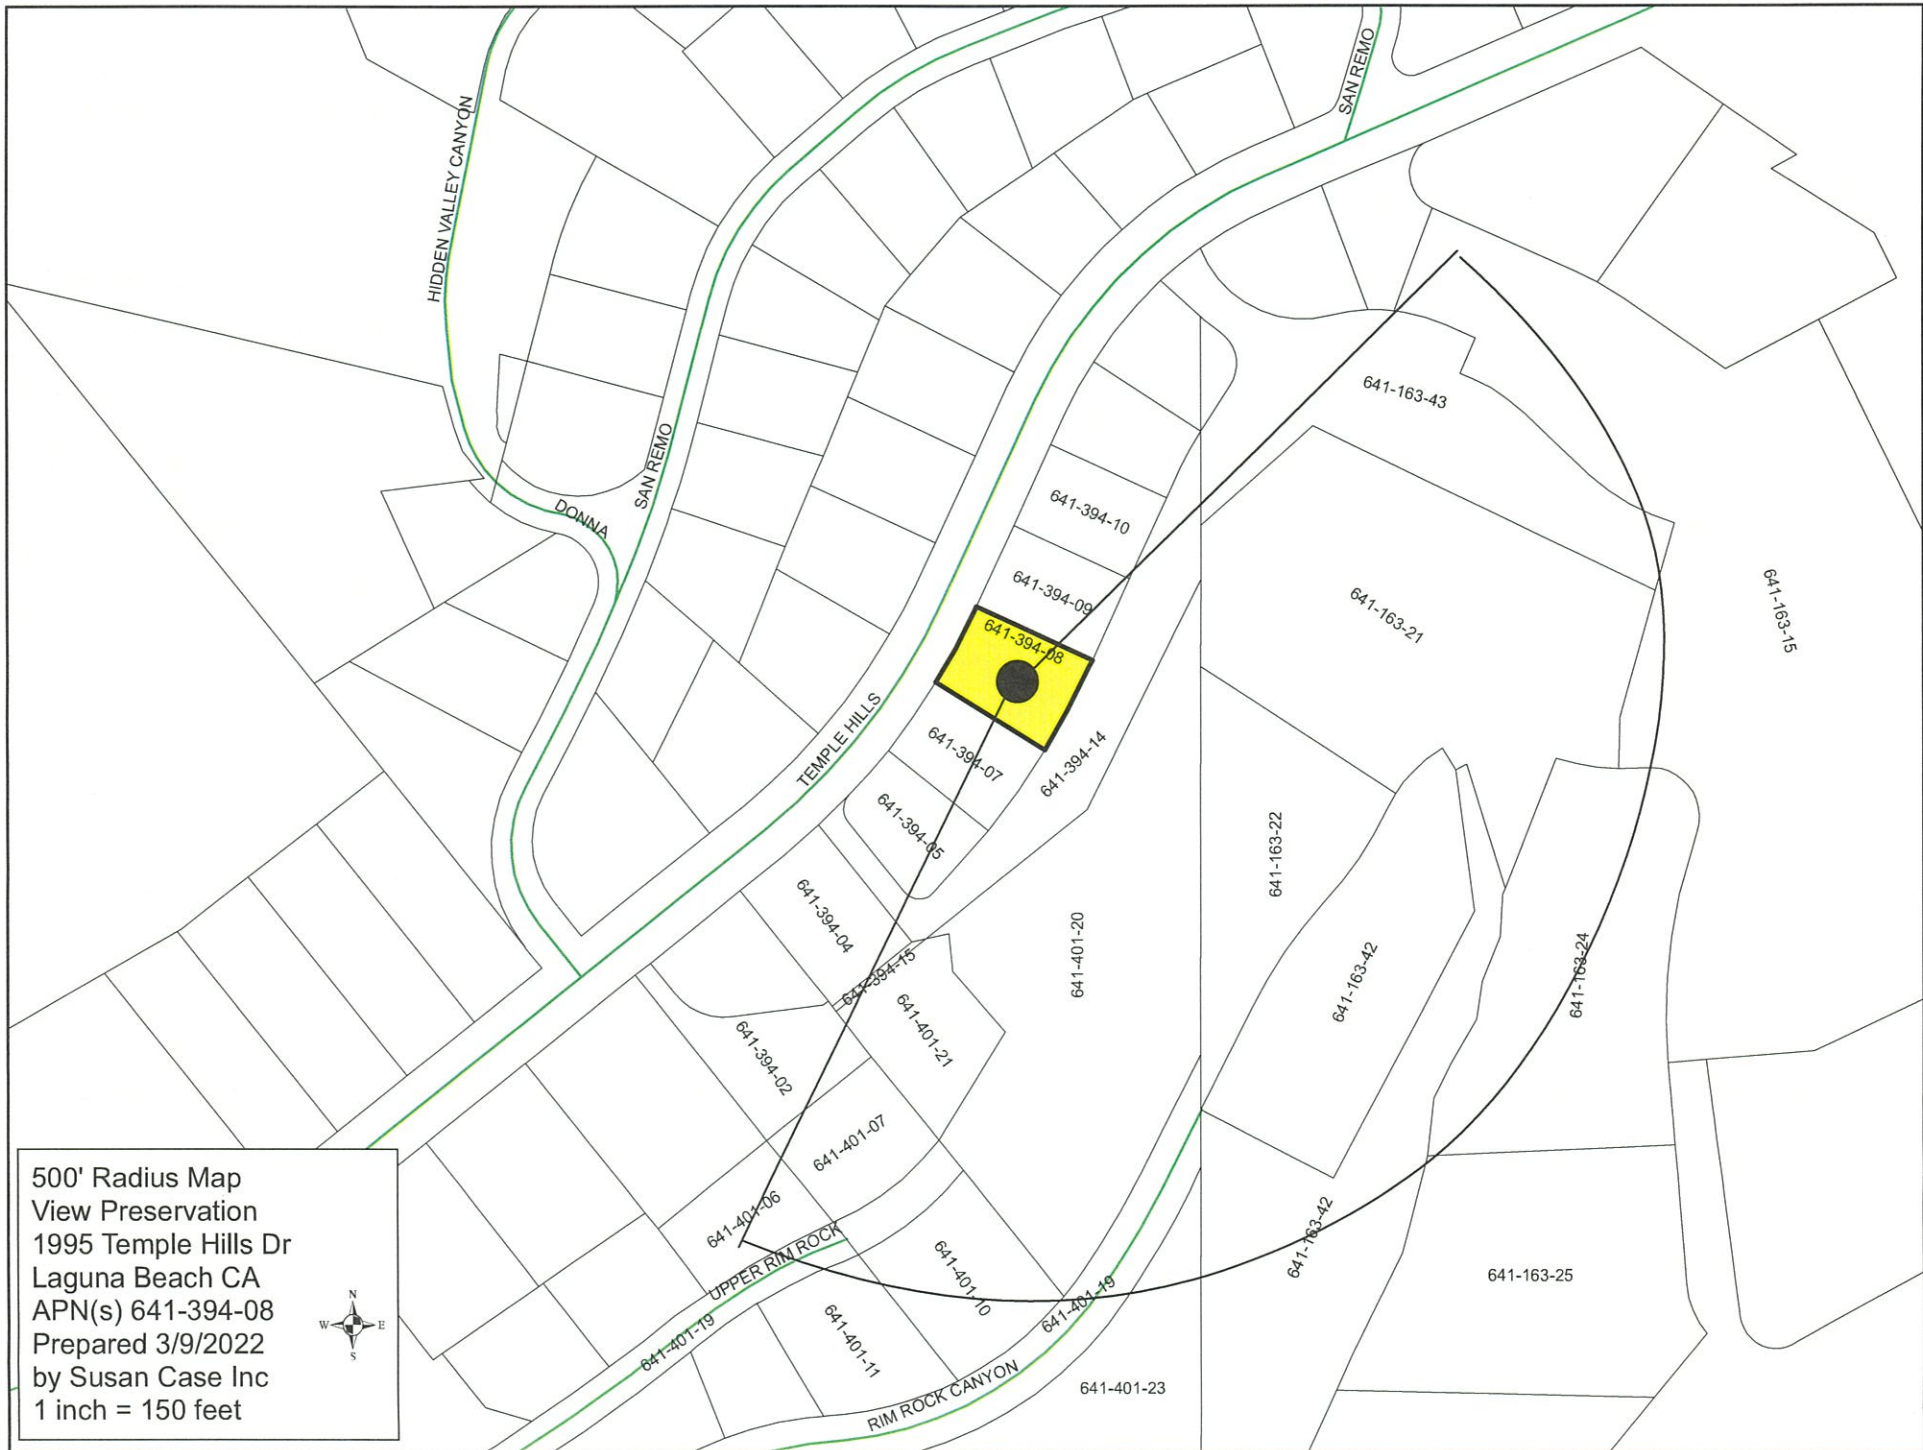 SAN REMO
HIDDEN VALLEY CANYON
641-163-43
SAN REMO
641-394-10
DONNA
641-394-09
641-163-21
641-163-15
641-394-08
TEMPLE HILLS
641-394-07
641-394-14
641-394-05
641-163-22
641-394-04
641-401-20
641-163-24
641-394-15
641-163-42
641-401-21
641-394-02
641-401-07
641-401-06
UPPER RIM ROCK
641-163-42
641-401-10
641-163-25
641-401-19
641-401-19
641-401-11
RIM ROCK CANYON
641-401-23
500' Radius Map
View Preservation
1995 Temple Hills Dr
Laguna Beach CA
APN(s) 641-394-08
Prepared 3/9/2022
by Susan Case Inc
1 inch = 150 feet
N
W E
S